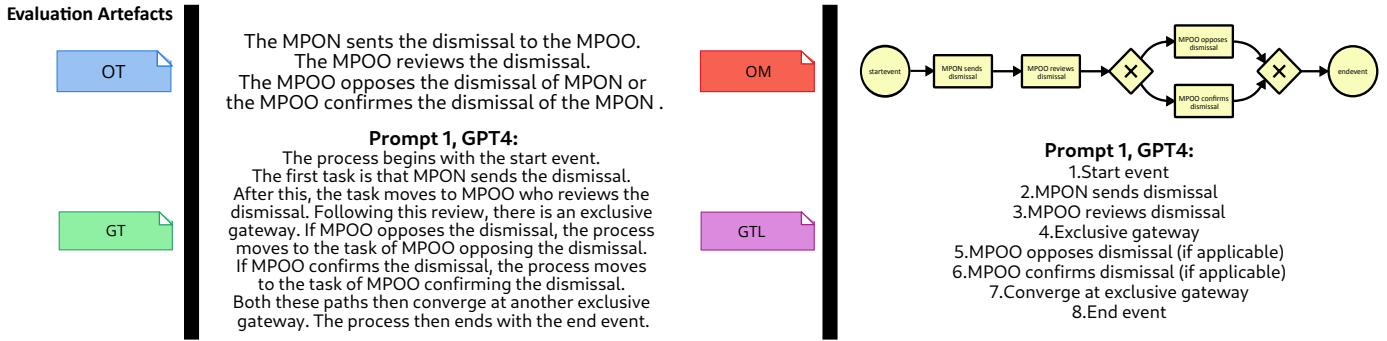 Evaluation Artefacts
OT
The MPON sents the dismissal to the MPOO.
The MPOO reviews the dismissal.
The MPOO opposes the dismissal of MPON or
the MPOO confirmes the dismissal of the MPON .
GT
Prompt 1, GPT4:
The process begins with the start event.
The first task is that MPON sends the dismissal.
After this, the task moves to MPOO who reviews the
dismissal. Following this review, there is an exclusive
gateway. If MPOO opposes the dismissal, the process
moves to the task of MPOO opposing the dismissal.
If MPOO confirms the dismissal, the process moves
to the task of MPOO confirming the dismissal.
Both these paths then converge at another exclusive
gateway. The process then ends with the end event.
OM
startevent
MPON sends
dismissal
MPOO reviews
dismissal
MPOO opposes
dismissal
MPOO confirms
dismissal
endevent
GTL
Prompt 1, GPT4:
1.Start event
2.MPON sends dismissal
3.MPOO reviews dismissal
4.Exclusive gateway
5.MPOO opposes dismissal (if applicable)
6.MPOO confirms dismissal (if applicable)
7.Converge at exclusive gateway
8.End event